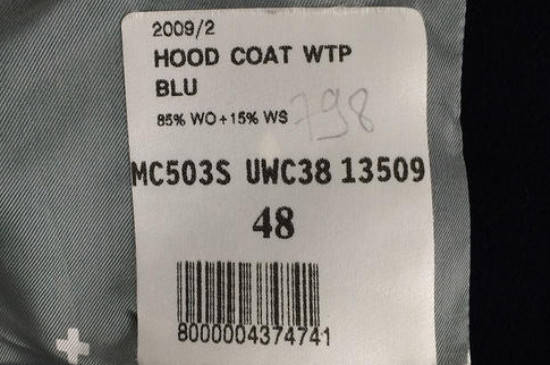 2009/2
HOOD COAT WTP
BLU
85% WO+15% WS 798
MC503S UWC38 13509
48
8000004374741